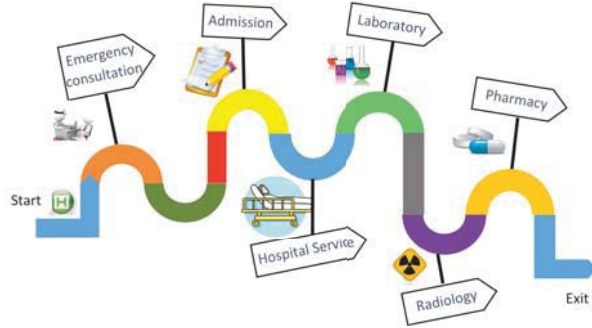 Admission
Laboratory
Emergency
consultation
Pharmacy
Start
H
Hospital Service
Radiology
Exit